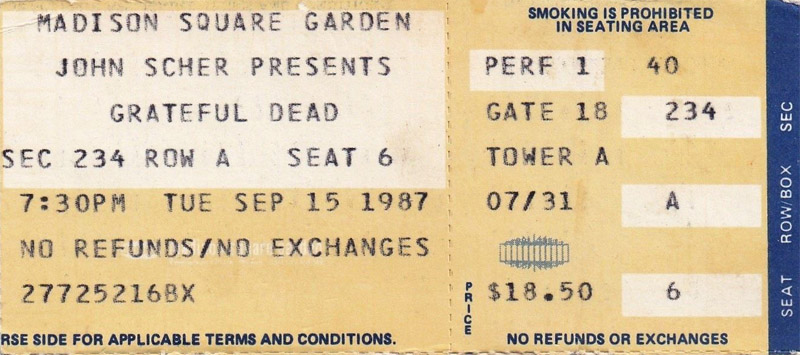 MADISON SQUARE GARDEN
JOHN SCHER PRESENTS
GRATEFUL DEAD
SEC 234 ROW A SEAT 6
7:30PM TUE SEP 15 1987
NO REFUNDS/NO EXCHANGES
277252168X
RSE SIDE FOR APPLICABLE TERMS AND CONDITIONS.
SMOKING IS PROHIBITED
IN SEATING AREA
PERF 1 40
GATE 18 234
TOWER A
07/31 A
PRICE $18.50 6
NO REFUNDS OR EXCHANGES
SEC
ROW/BOX
SEAT